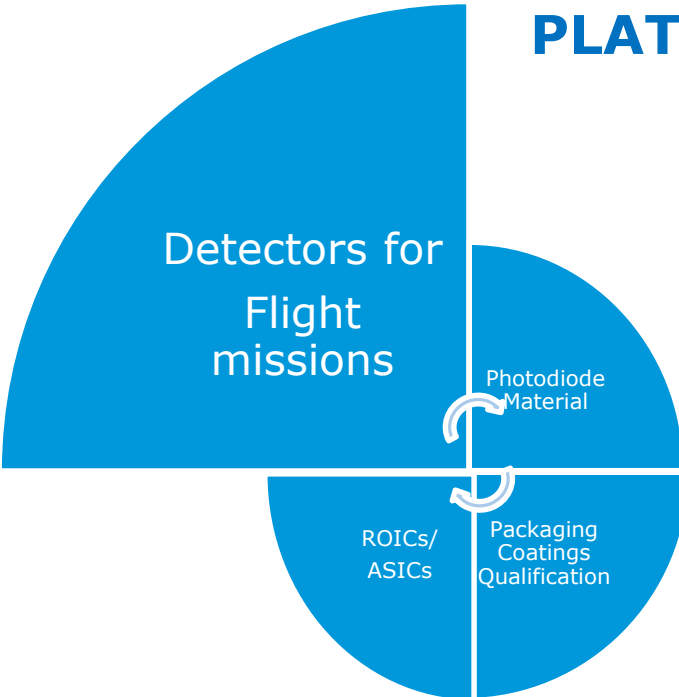 PLAT
Detectors for
Flight
missions
Photodiode
Material
ROICs/
ASICs
Packaging
Coatings
Qualification